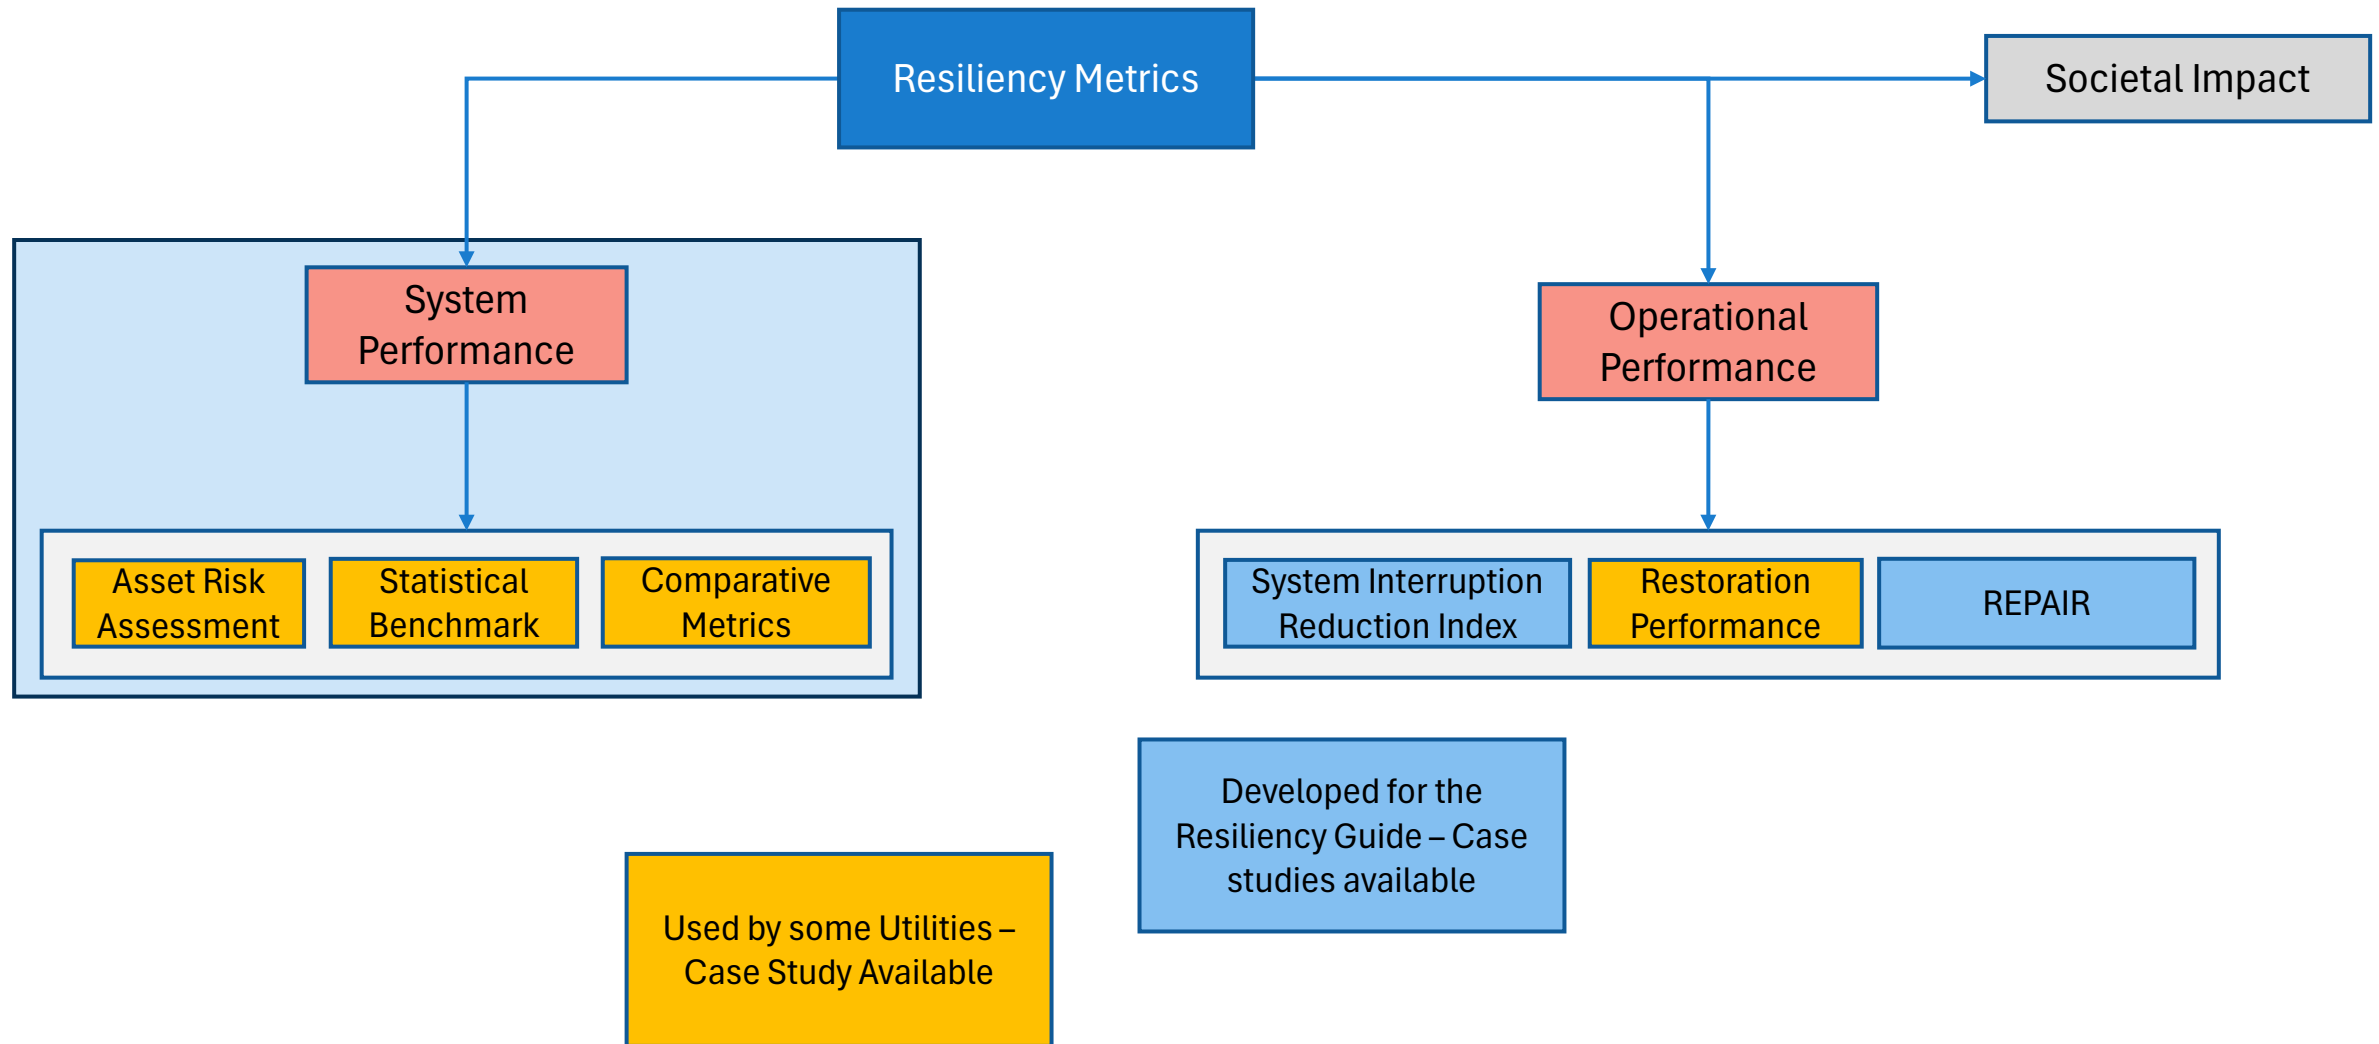 Resiliency Metrics
Societal Impact
System
Performance
Operational
Performance
Asset Risk
Assessment
Statistical
Benchmark
Comparative
Metrics
System Interruption
Reduction Index
Restoration
Performance
REPAIR
Developed for the
Resiliency Guide – Case
studies available
Used by some Utilities –
Case Study Available